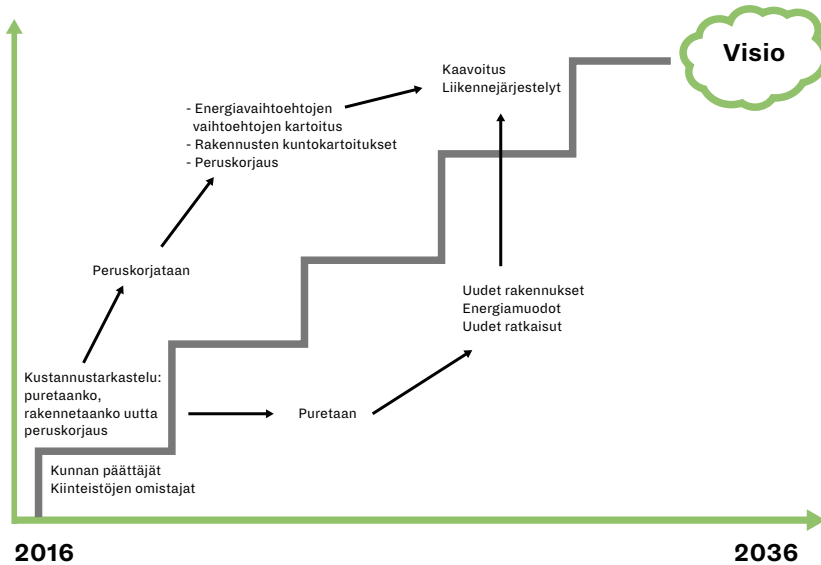 Visio
Kaavoitus
Liikennejärjestelyt
- Energiavaihtoehtojen
vaihtoehtojen kartoitus
- Rakennusten kuntokartoitukset
- Peruskorjaus
Peruskorjataan
Uudet rakennukset
Energiamuodot
Uudet ratkaisut
Kustannustarkastelu:
puretaanko,
rakennetaanko uutta
peruskorjaus
Puretaan
Kunnan päättäjät
Kiinteistöjen omistajat
2016
2036